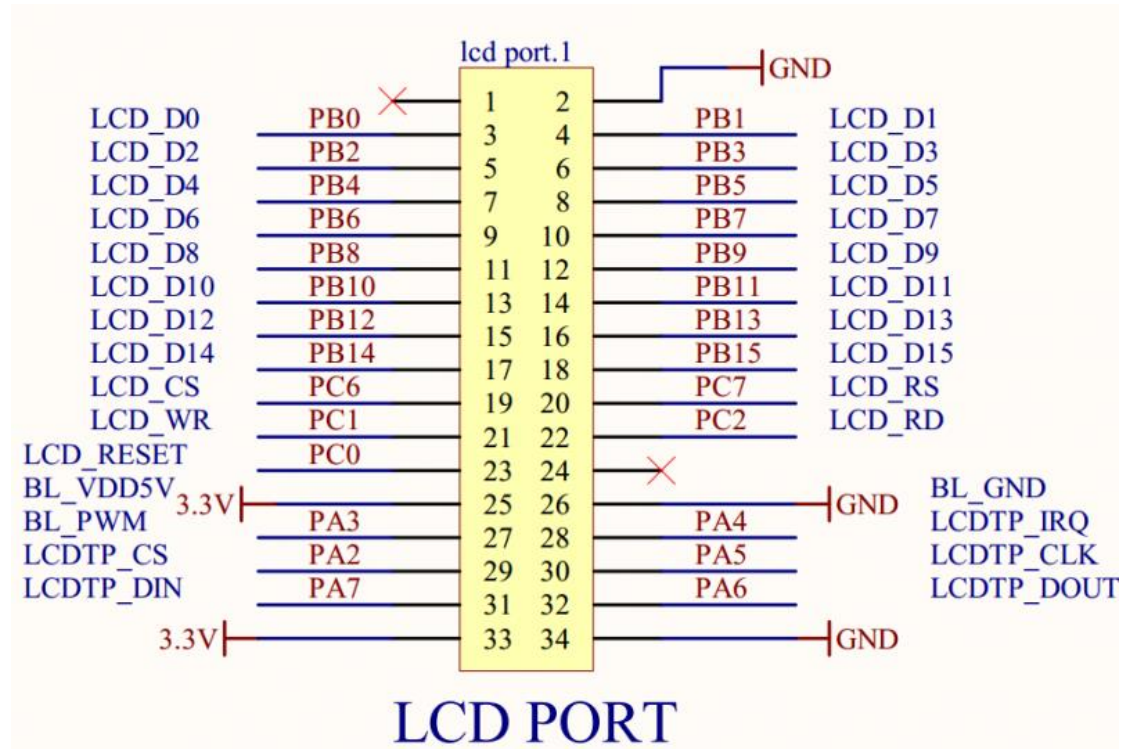 lcd port.1
1 2 GND
LCD_D0 PB0 3 4 PB1 LCD_D1
LCD_D2 PB2 5 6 PB3 LCD_D3
LCD_D4 PB4 7 8 PB5 LCD_D5
LCD_D6 PB6 9 10 PB7 LCD_D7
LCD_D8 PB8 11 12 PB9 LCD_D9
LCD_D10 PB10 13 14 PB11 LCD_D11
LCD_D12 PB12 15 16 PB13 LCD_D13
LCD_D14 PB14 17 18 PB15 LCD_D15
LCD_CS PC6 19 20 PC7 LCD_RS
LCD_WR PC1 21 22 PC2 LCD_RD
LCD_RESET PC0 23 24
BL_VDD5V 3.3V 25 26 GND BL_GND
BL_PWM PA3 27 28 PA4 LCDTP_IRQ
LCDTP_CS PA2 29 30 PA5 LCDTP_CLK
LCDTP_DIN PA7 31 32 PA6 LCDTP_DOUT
3.3V 33 34 GND
LCD PORT